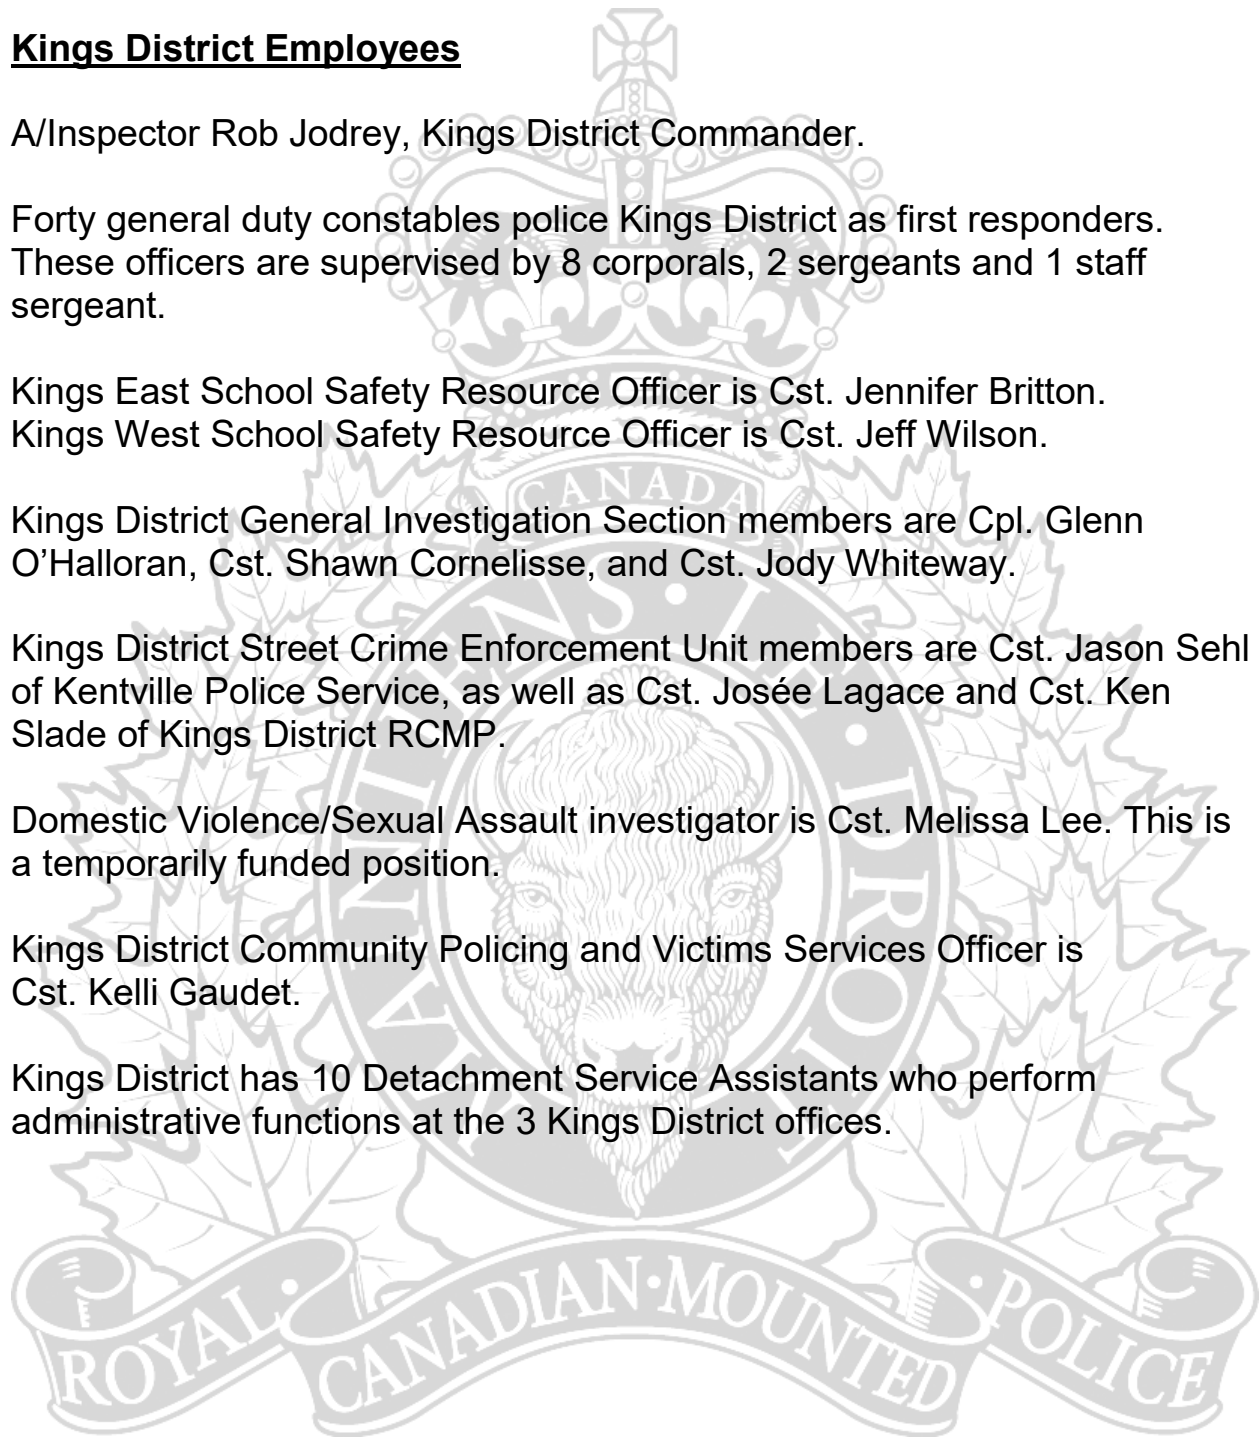 Kings District Employees
A/Inspector Rob Jodrey, Kings District Commander.
Forty general duty constables police Kings District as first responders.
These officers are supervised by 8 corporals, 2 sergeants and 1 staff
sergeant.
Kings East School Safety Resource Officer is Cst. Jennifer Britton.
Kings West School Safety Resource Officer is Cst. Jeff Wilson.
CANADA
Kings District General Investigation Section members are Cpl. Glenn
O’Halloran, Cst. Shawn Cornelisse, and Cst. Jody Whiteway.
Kings District Street Crime Enforcement Unit members are Cst. Jason Sehl
of Kentville Police Service, as well as Cst. Josée Lagace and Cst. Ken
Slade of Kings District RCMP.
Domestic Violence/Sexual Assault investigator is Cst. Melissa Lee. This is
a temporarily funded position.
Kings District Community Policing and Victims Services Officer is
Cst. Kelli Gaudet.
Kings District has 10 Detachment Service Assistants who perform
administrative functions at the 3 Kings District offices.
MAINTIENS LE DROIT
ROYAL • CANADIAN • MOUNTED • POLICE